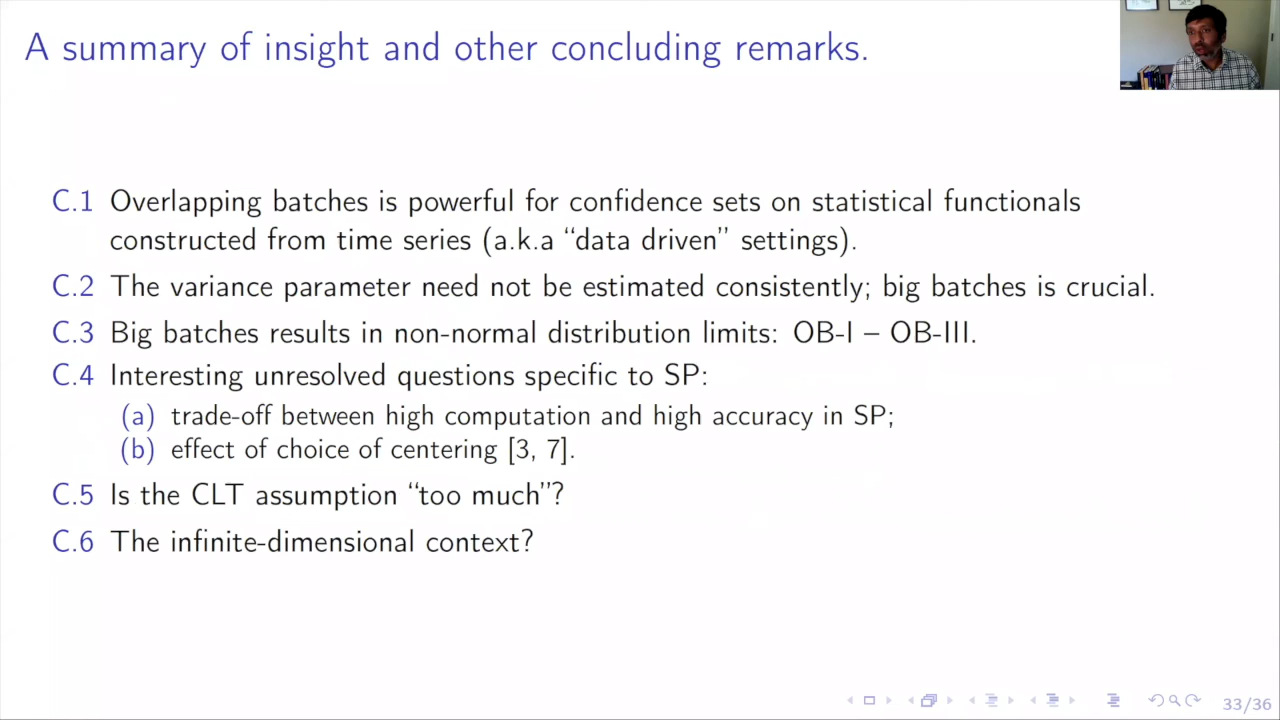 A summary of insight and other concluding remarks.
C.1 Overlapping batches is powerful for confidence sets on statistical functionals
constructed from time series (a.k.a “data driven” settings).
C.2 The variance parameter need not be estimated consistently; big batches is crucial.
C.3 Big batches results in non-normal distribution limits: OB-I – OB-III.
C.4 Interesting unresolved questions specific to SP:
(a) trade-off between high computation and high accuracy in SP;
(b) effect of choice of centering [3, 7].
C.5 Is the CLT assumption “too much”?
C.6 The infinite-dimensional context?
33/36